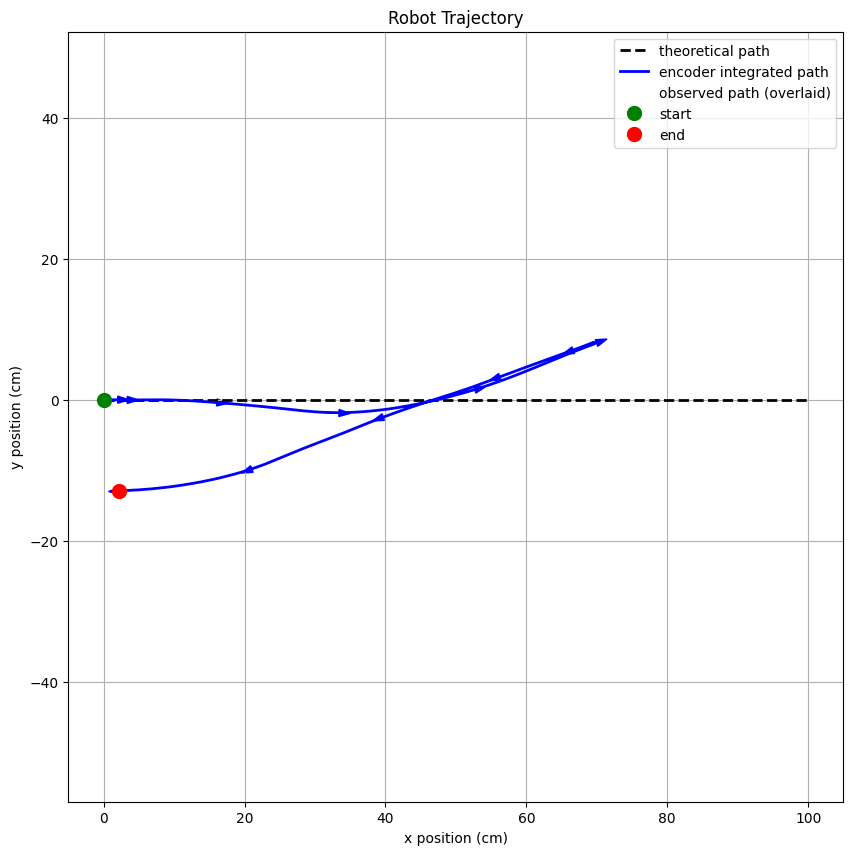 Robot Trajectory
theoretical path
encoder integrated path
observed path (overlaid)
start
end
40
20
0
−20
−40
y position (cm)
0 20 40 60 80 100
x position (cm)